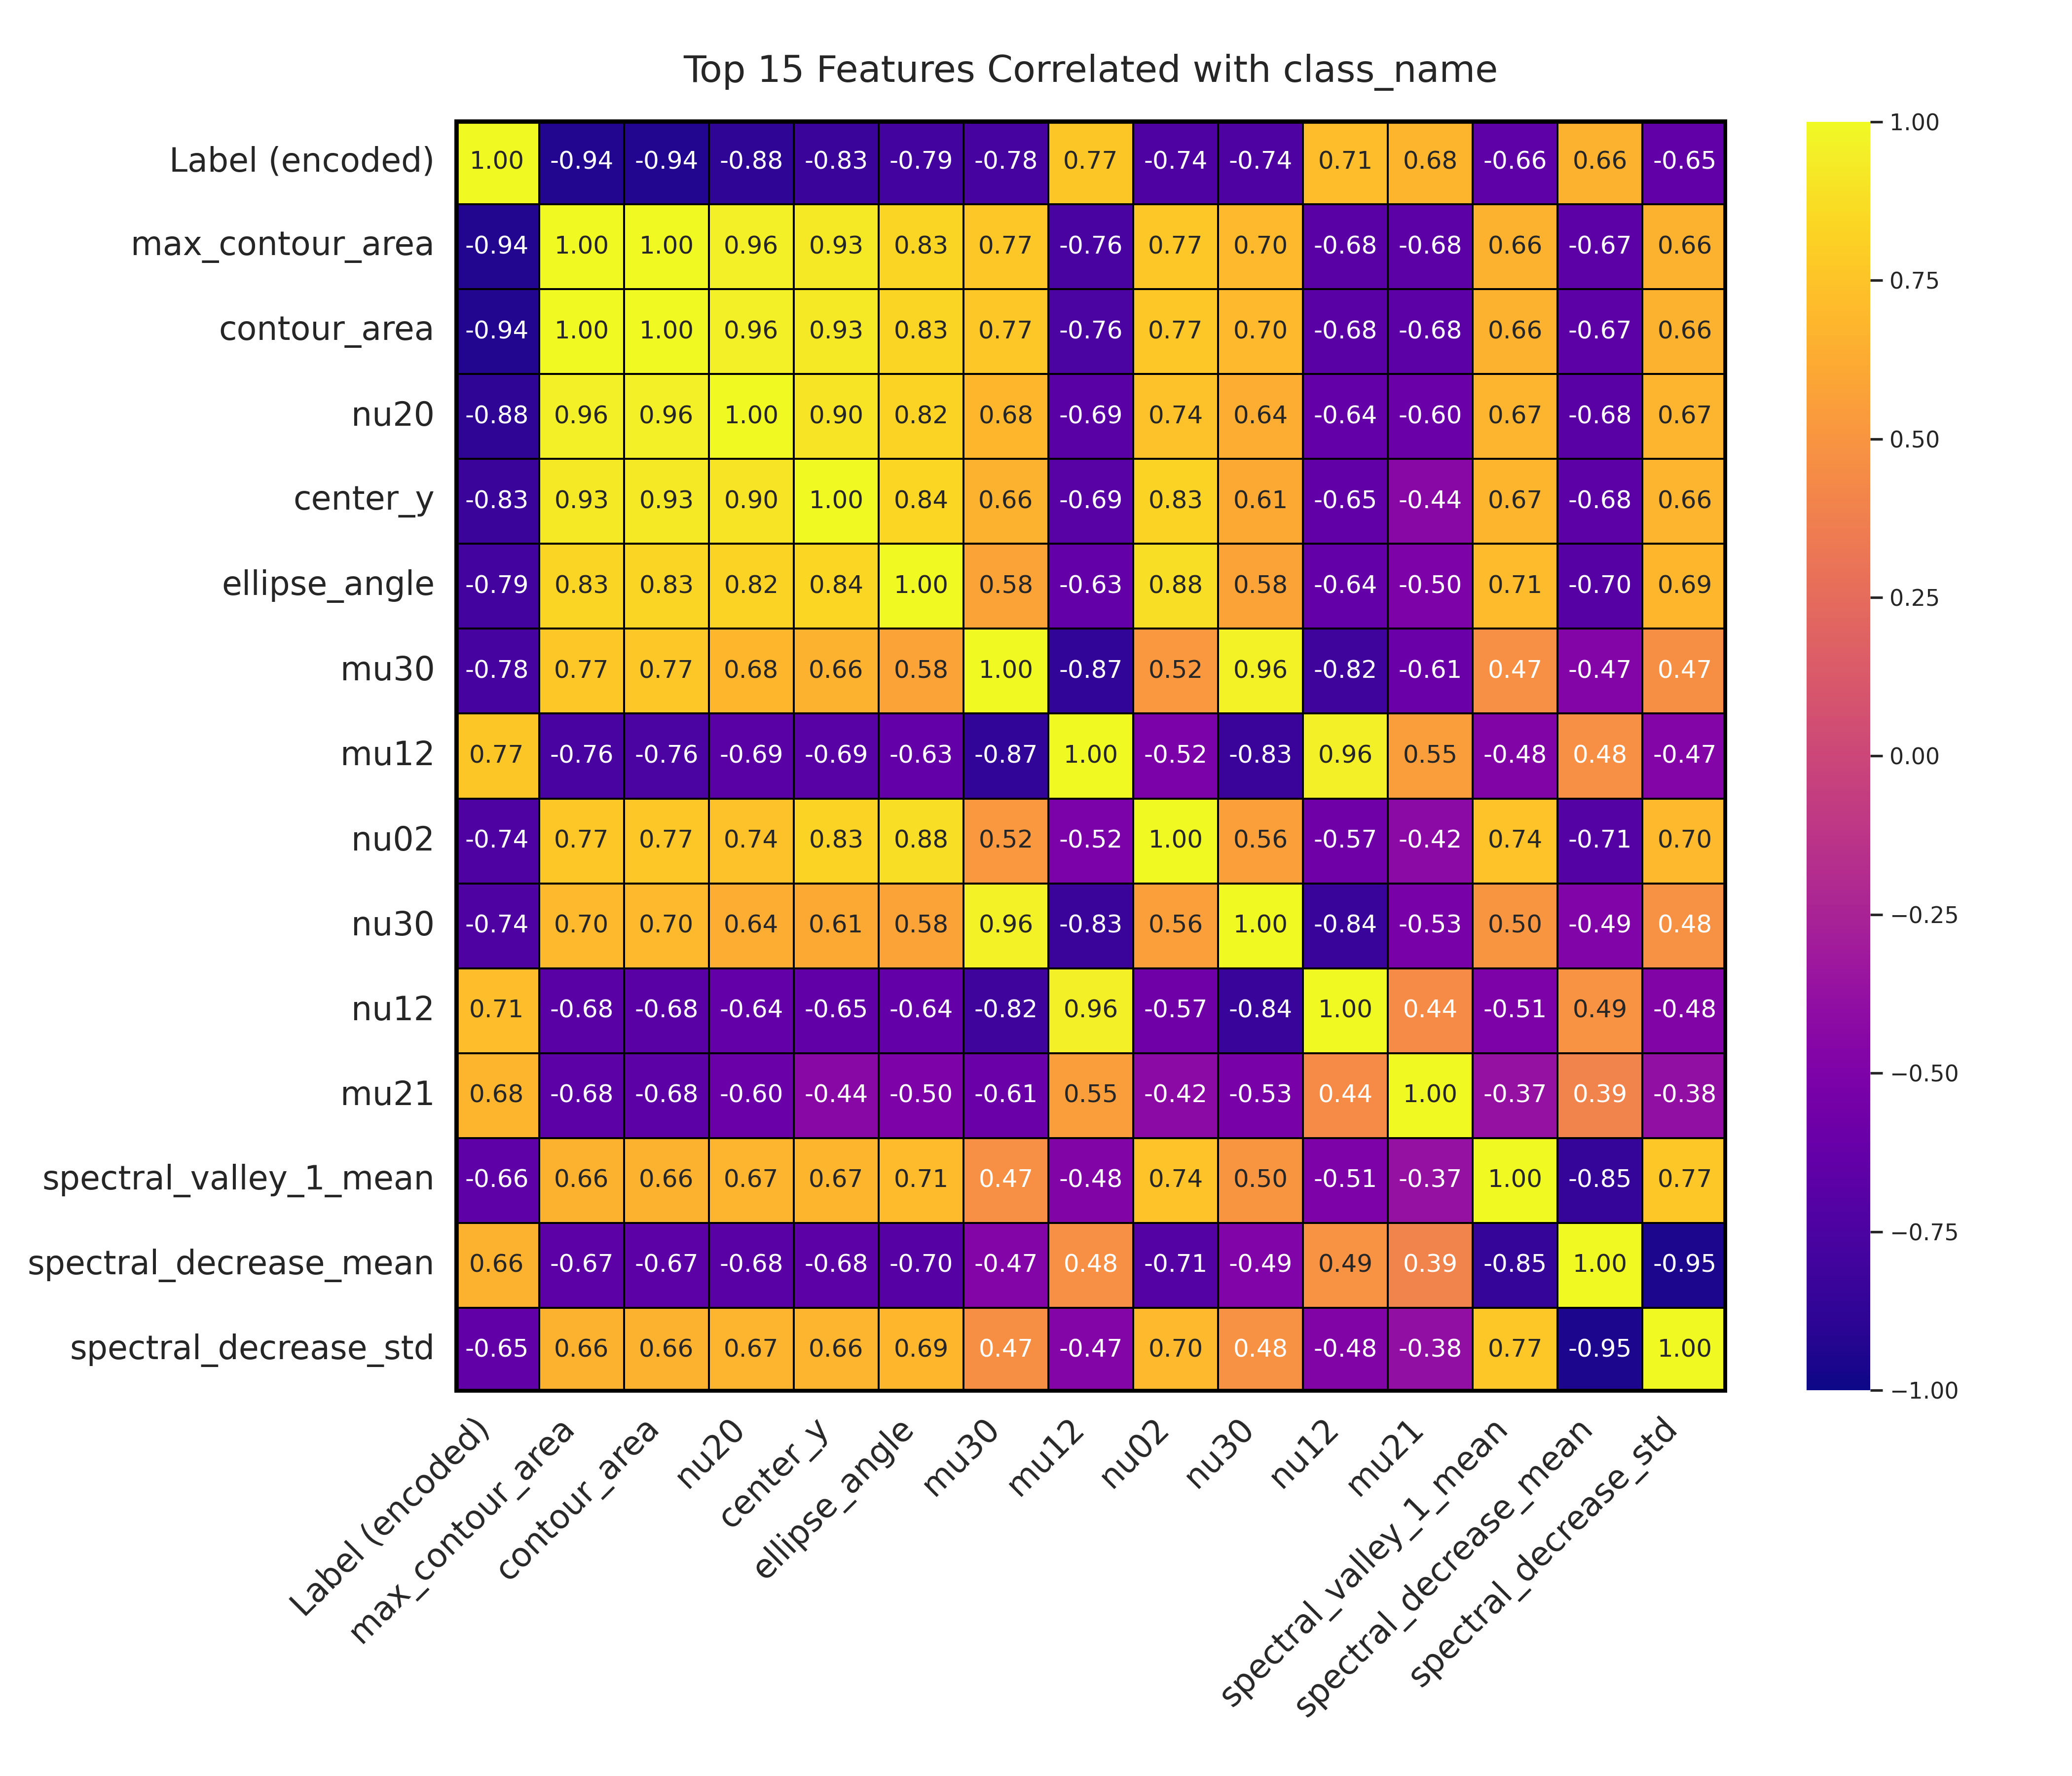 Top 15 Features Correlated with class_name
Label (encoded) 1.00 -0.94 -0.94 -0.88 -0.83 -0.79 -0.78 0.77 -0.74 -0.74 0.71 0.68 -0.66 0.66 -0.65
max_contour_area -0.94 1.00 1.00 0.96 0.93 0.83 0.77 -0.76 0.77 0.70 -0.68 -0.68 0.66 -0.67 0.66
contour_area -0.94 1.00 1.00 0.96 0.93 0.83 0.77 -0.76 0.77 0.70 -0.68 -0.68 0.66 -0.67 0.66
nu20 -0.88 0.96 0.96 1.00 0.90 0.82 0.68 -0.69 0.74 0.64 -0.64 -0.60 0.67 -0.68 0.67
center_y -0.83 0.93 0.93 0.90 1.00 0.84 0.66 -0.69 0.83 0.61 -0.65 -0.44 0.67 -0.68 0.66
ellipse_angle -0.79 0.83 0.83 0.82 0.84 1.00 0.58 -0.63 0.88 0.58 -0.64 -0.50 0.71 -0.70 0.69
mu30 -0.78 0.77 0.77 0.68 0.66 0.58 1.00 -0.87 0.52 0.96 -0.82 -0.61 0.47 -0.47 0.47
mu12 0.77 -0.76 -0.76 -0.69 -0.69 -0.63 -0.87 1.00 -0.52 -0.83 0.96 0.55 -0.48 0.48 -0.47
nu02 -0.74 0.77 0.77 0.74 0.83 0.88 0.52 -0.52 1.00 0.56 -0.57 -0.42 0.74 -0.71 0.70
nu30 -0.74 0.70 0.70 0.64 0.61 0.58 0.96 -0.83 0.56 1.00 -0.84 -0.53 0.50 -0.49 0.48
nu12 0.71 -0.68 -0.68 -0.64 -0.65 -0.64 -0.82 0.96 -0.57 -0.84 1.00 0.44 -0.51 0.49 -0.48
mu21 0.68 -0.68 -0.68 -0.60 -0.44 -0.50 -0.61 0.55 -0.42 -0.53 0.44 1.00 -0.37 0.39 -0.38
spectral_valley_1_mean -0.66 0.66 0.66 0.67 0.67 0.71 0.47 -0.48 0.74 0.50 -0.51 -0.37 1.00 -0.85 0.77
spectral_decrease_mean 0.66 -0.67 -0.67 -0.68 -0.68 -0.70 -0.47 0.48 -0.71 -0.49 0.49 0.39 -0.85 1.00 -0.95
spectral_decrease_std -0.65 0.66 0.66 0.67 0.66 0.69 0.47 -0.47 0.70 0.48 -0.48 -0.38 0.77 -0.95 1.00
Label (encoded)
max_contour_area
contour_area
nu20
center_y
ellipse_angle
mu30
mu12
nu02
nu30
nu12
mu21
spectral_valley_1_mean
spectral_decrease_mean
spectral_decrease_std
1.00
0.75
0.50
0.25
0.00
−0.25
−0.50
−0.75
−1.00